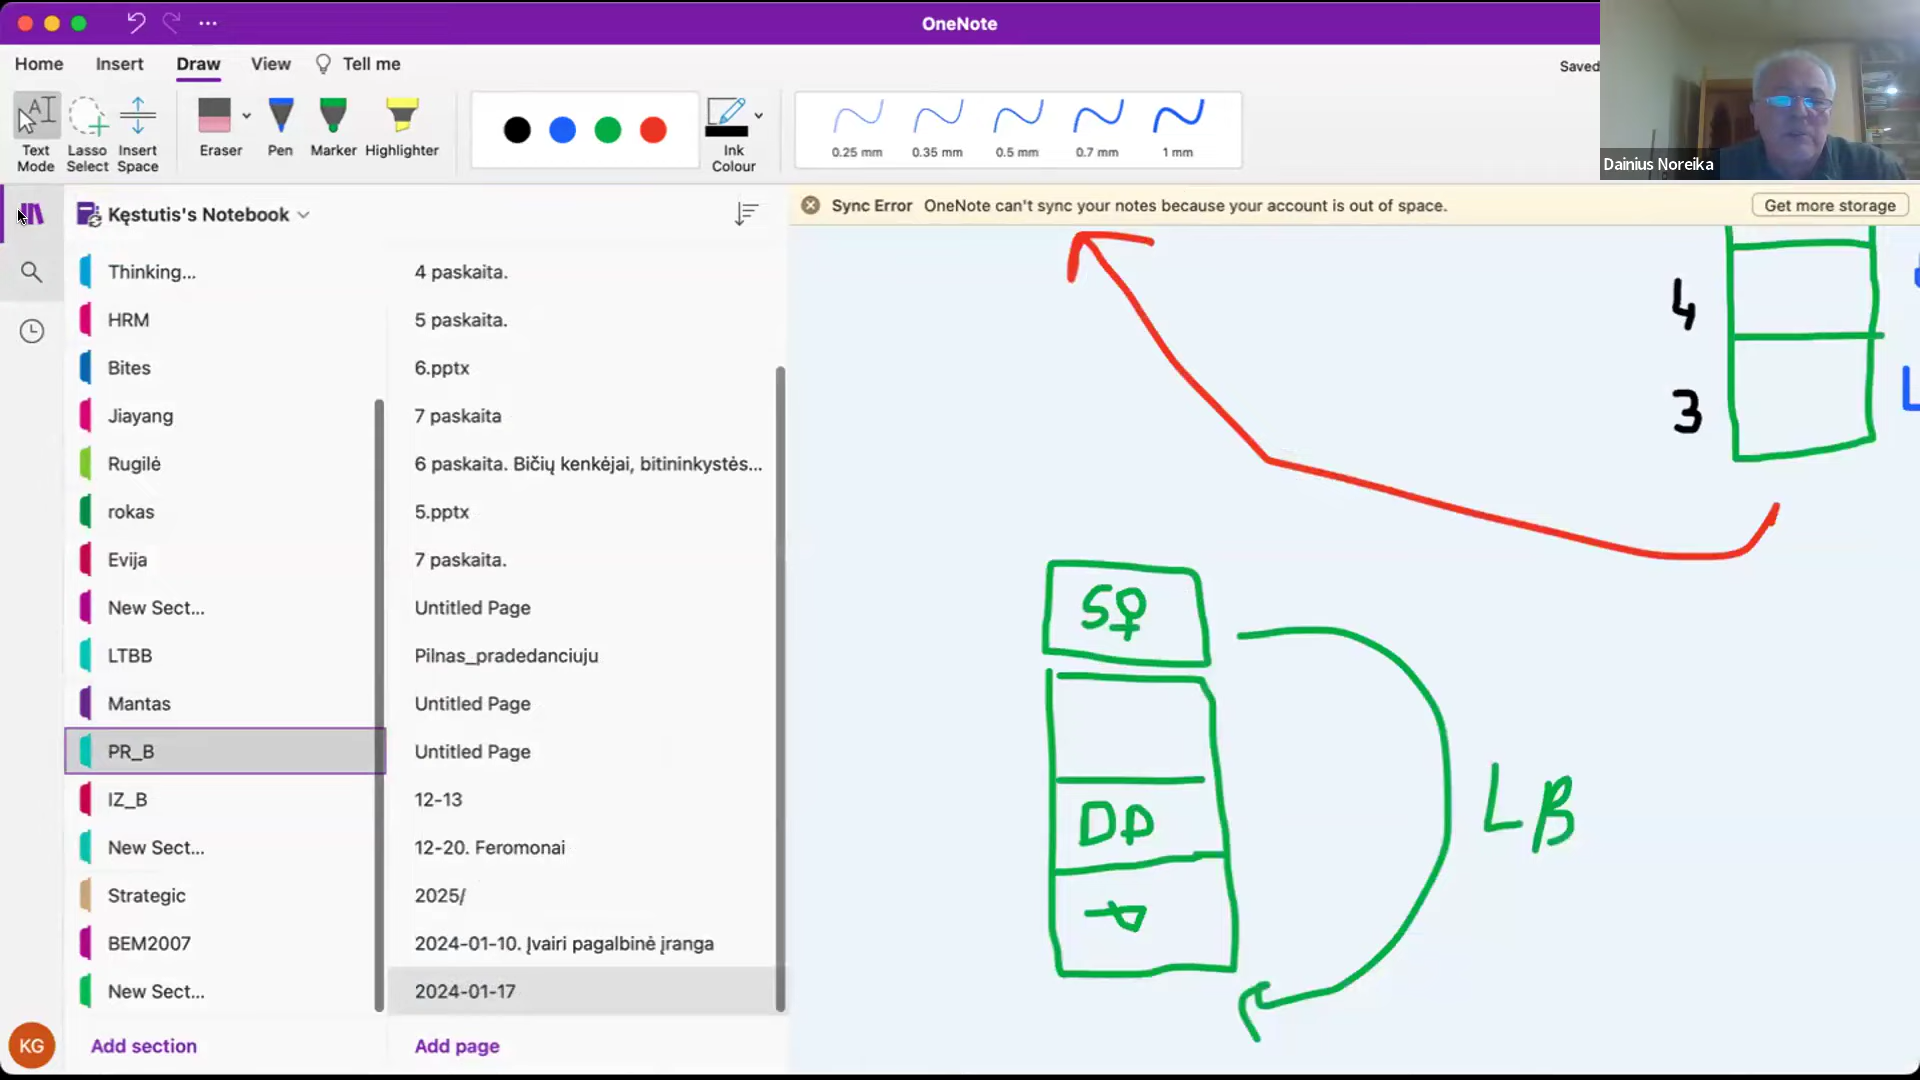 OneNote
Home Insert Draw View Tell me
Saved
Text Mode
Lasso Select
Insert Space
Eraser
Pen
Marker
Highlighter
Ink Colour
0.25 mm
0.35 mm
0.5 mm
0.7 mm
1 mm
Dainius Noreika
Kęstutis's Notebook
Sync Error OneNote can't sync your notes because your account is out of space.
Get more storage
Thinking...
HRM
Bites
Jiayang
Rugilė
rokas
Evija
New Sect...
LTBB
Mantas
PR_B
IZ_B
New Sect...
Strategic
BEM2007
New Sect...
Add section
KG
4 paskaita.
5 paskaita.
6.pptx
7 paskaita
6 paskaita. Bičių kenkėjai, bitininkystės...
5.pptx
7 paskaita.
Untitled Page
Pilnas_pradedanciuju
Untitled Page
Untitled Page
12-13
12-20. Feromonai
2025/
2024-01-10. Įvairi pagalbinė įranga
2024-01-17
Add page
4
3
L
S♀
DD
LB